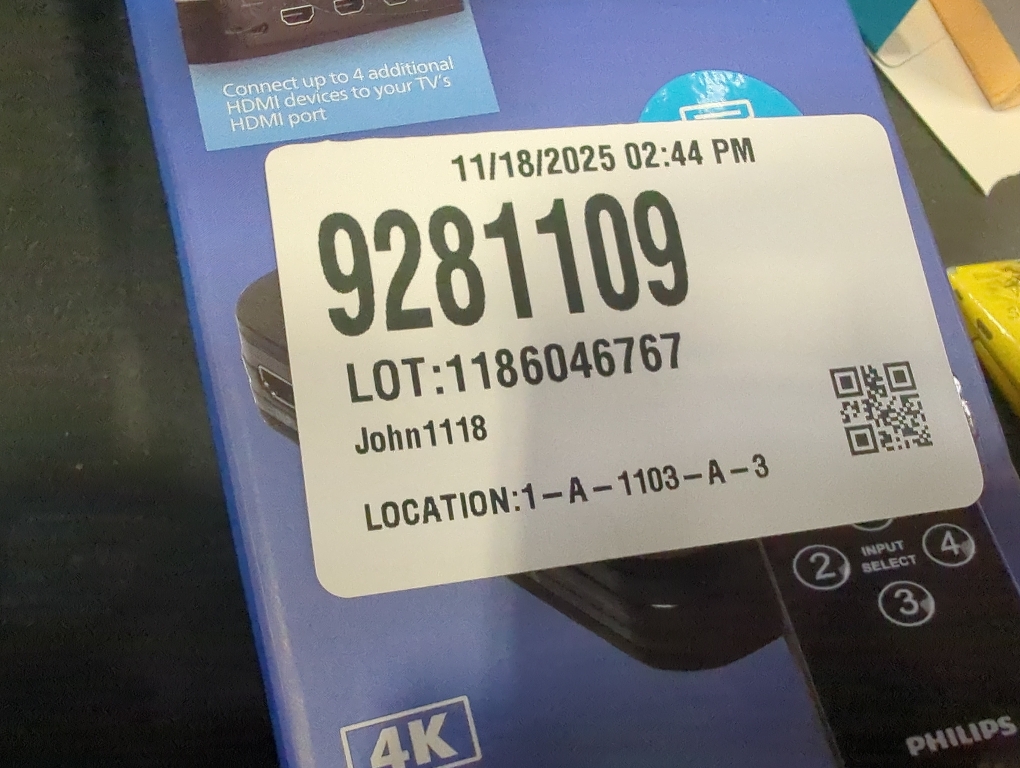 Connect up to 4 additional
HDMI devices to your TV's
HDMI port
11/18/2025 02:44 PM
9281109
LOT:1186046767
John1118
LOCATION:1-A-1103-A-3
2
INPUT
SELECT
4
3
4K
PHILIPS